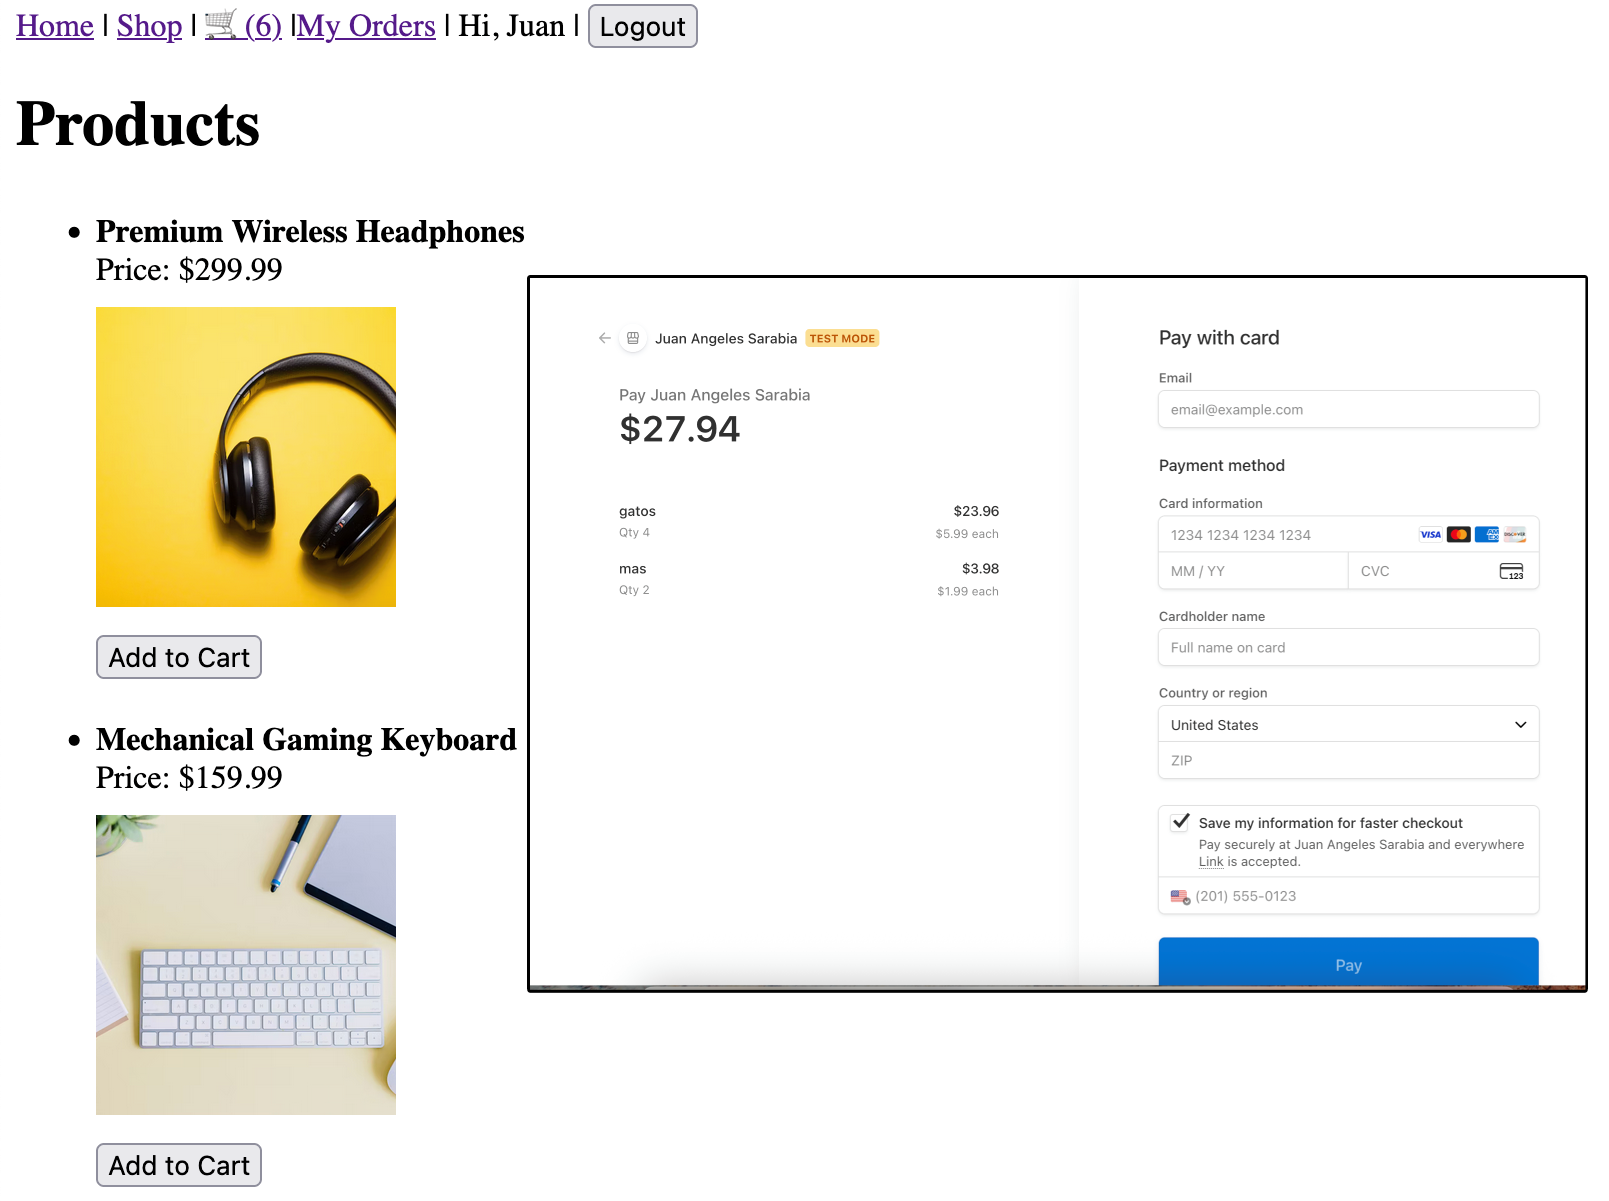 Home | Shop | 🛒 (6) |My Orders | Hi, Juan | Logout
Products
• Premium Wireless Headphones
Price: $299.99
Add to Cart
• Mechanical Gaming Keyboard
Price: $159.99
Add to Cart
← Juan Angeles Sarabia TEST MODE
Pay Juan Angeles Sarabia
$27.94
gatos $23.96
Qty 4 $5.99 each
mas $3.98
Qty 2 $1.99 each
Pay with card
Email
email@example.com
Payment method
Card information
1234 1234 1234 1234 VISA AMEX DISCOVER
MM / YY CVC 123
Cardholder name
Full name on card
Country or region
United States
ZIP
Save my information for faster checkout
Pay securely at Juan Angeles Sarabia and everywhere
Link is accepted.
(201) 555-0123
Pay